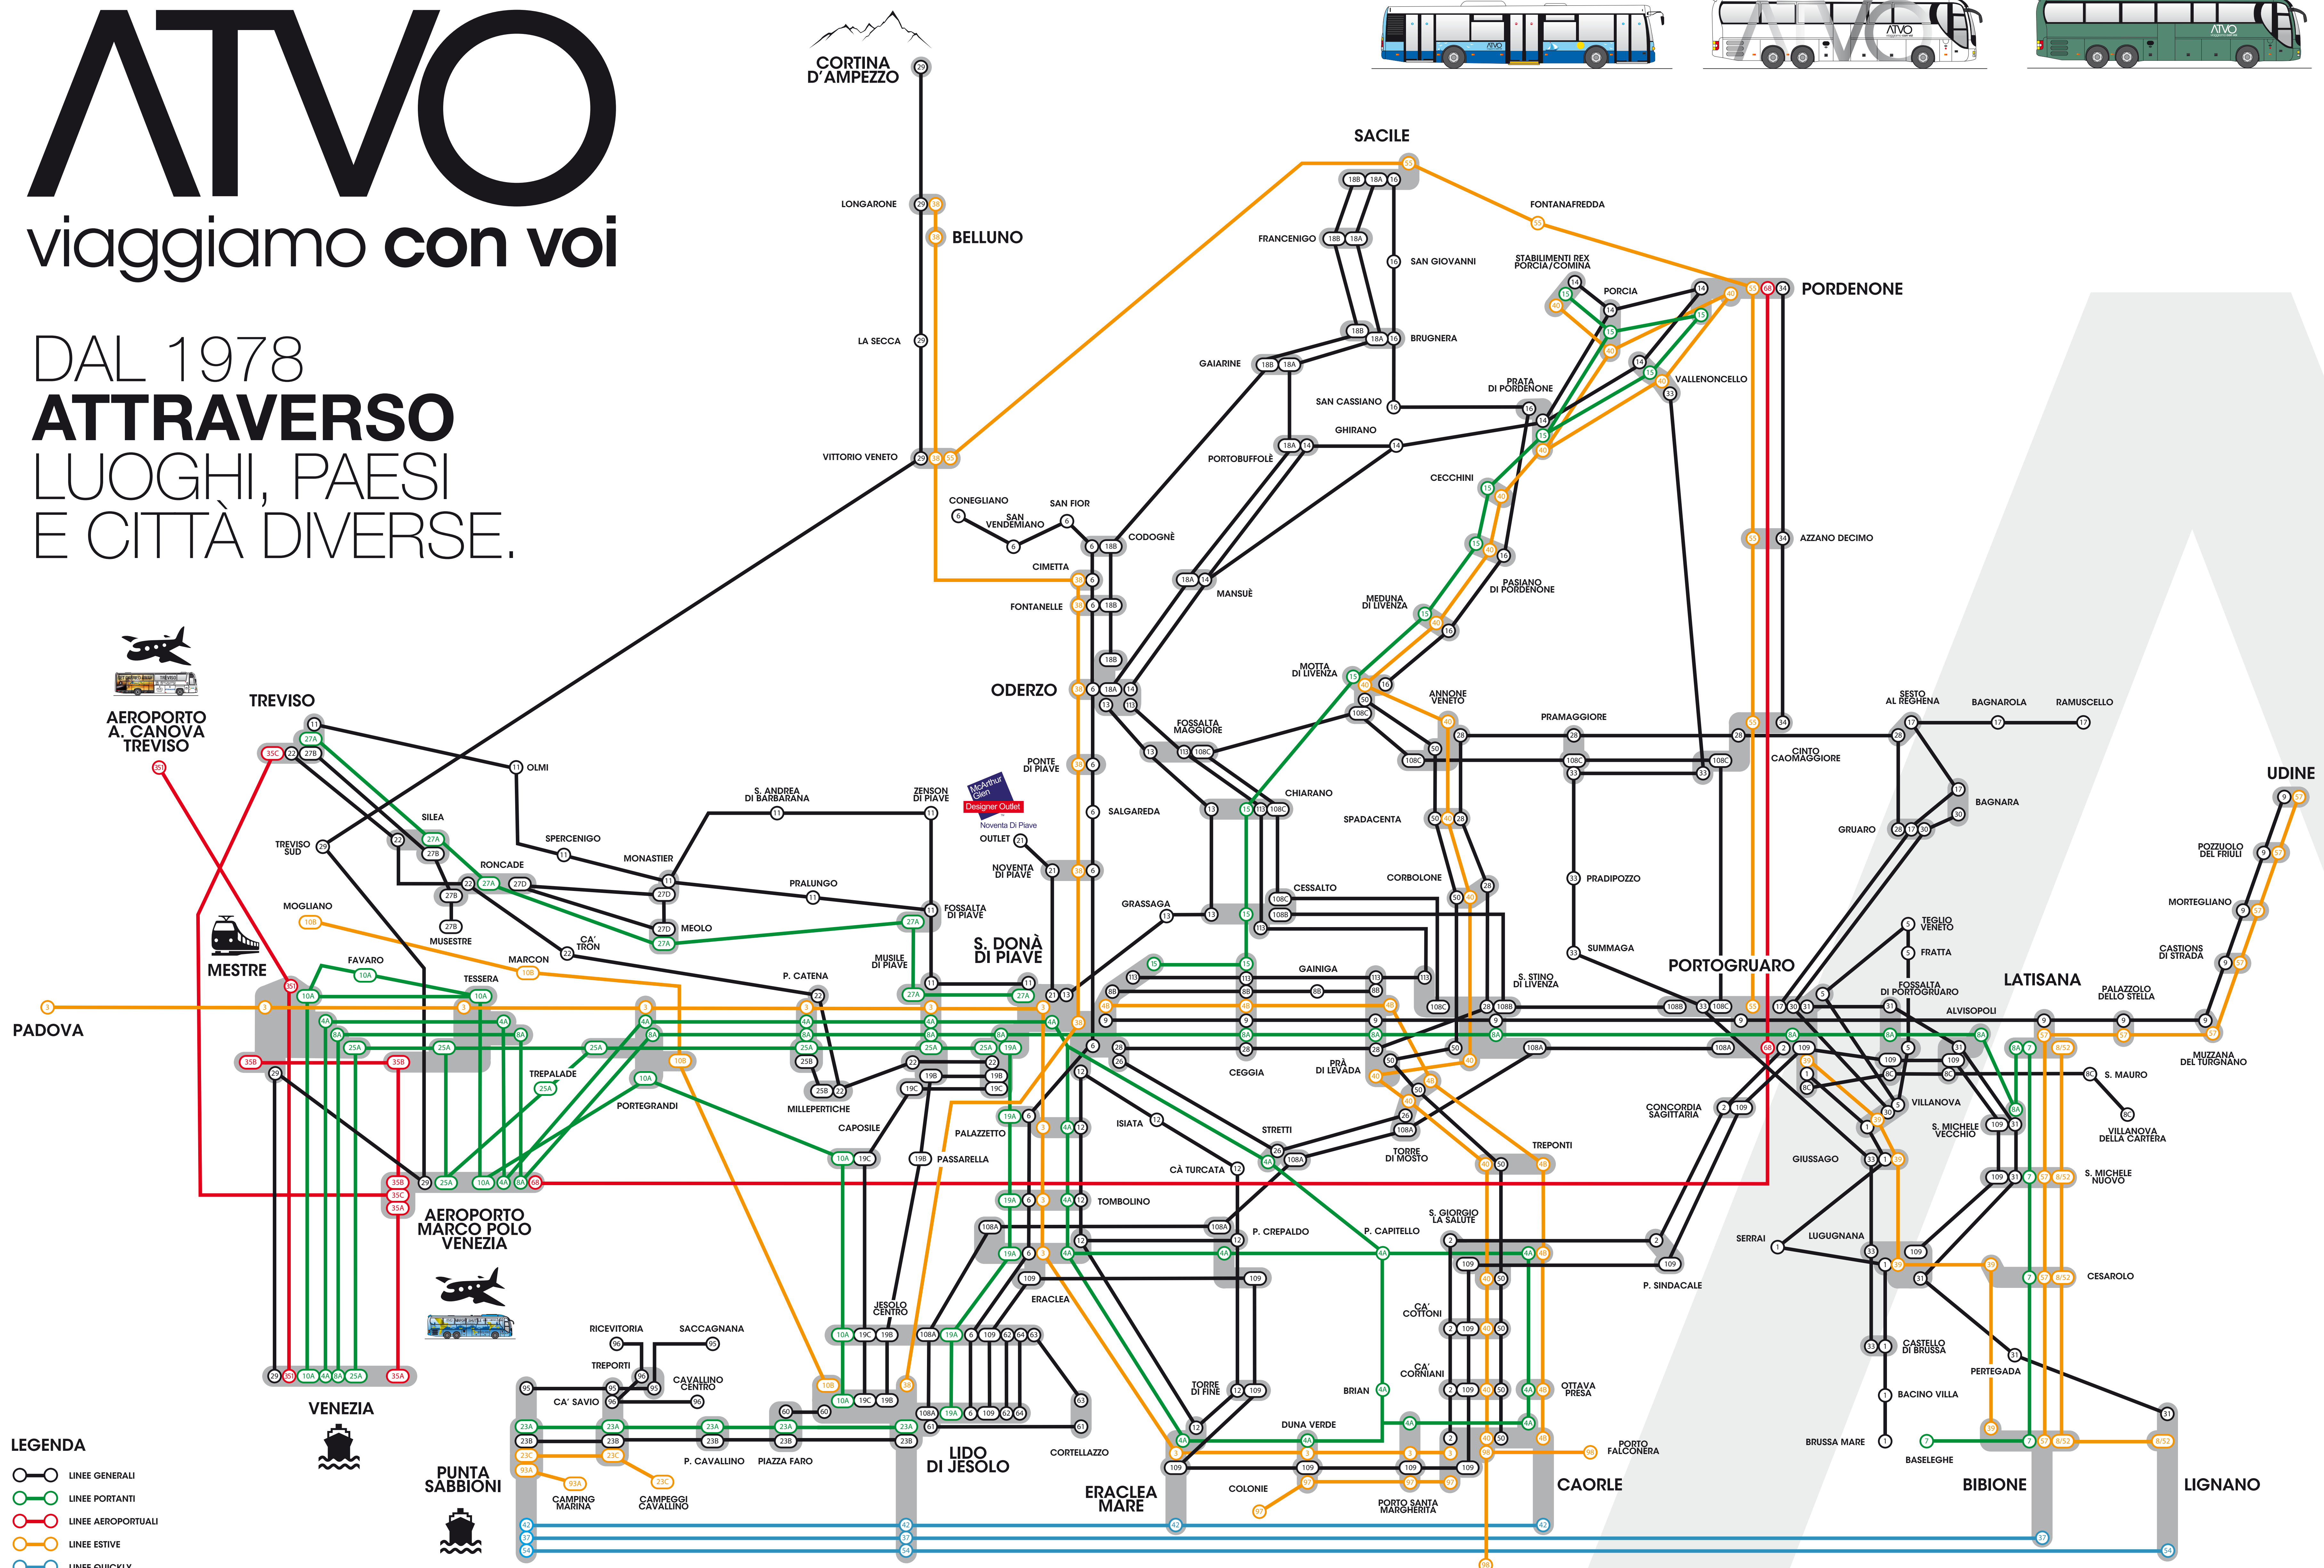 ATVO
viaggiamo con voi
DAL 1978
ATTRAVERSO
LUOGHI, PAESI
E CITTÀ DIVERSE.
CORTINA
D'AMPEZZO
LONGARONE
BELLUNO
LA SECCA
VITTORIO VENETO
SACILE
FONTANAFREDDA
FRANCENIGO
SAN GIOVANNI
STABILIMENTI REX
PORCIA/COMINA
PORCIA
PORDENONE
BRUGNERA
GAIARINE
VALLENONCELLO
PRATA
DI PORDENONE
SAN CASSIANO
GHIRANO
PORTOBUFFOLÈ
CECCHINI
CONEGLIANO
SAN
VENDEMIANO
SAN FIOR
CODOGNÈ
CIMETTA
FONTANELLE
MANSUÈ
PASIANO
DI PORDENONE
AZZANO DECIMO
MEDUNA
DI LIVENZA
MOTTA
DI LIVENZA
ODERZO
ANNONE
VENETO
PRAMAGGIORE
SESTO
AL REGHENA
BAGNAROLA
RAMUSCELLO
CINTO
CAOMAGGIORE
FOSSALTA
MAGGIORE
AEROPORTO
A. CANOVA
TREVISO
TREVISO
OLMI
PONTE
DI PIAVE
SALGAREDA
CHIARANO
SPADACENTA
BAGNARA
GRUARO
UDINE
POZZUOLO
DEL FRIULI
MORTEGLIANO
CASTIONS
DI STRADA
S. ANDREA
DI BARBARANA
ZENSON
DI PIAVE
McArthur
Glen
Designer Outlet
Noventa Di Piave
OUTLET
NOVENTA
DI PIAVE
SILEA
TREVISO
SUD
SPERCENIGO
MONASTIER
RONCADE
PRALUNGO
CORBOLONE
PRADIPOZZO
CESSALTO
GRASSAGA
MOGLIANO
MUSESTRE
MEOLO
CA'
TRON
FOSSALTA
DI PIAVE
S. DONÀ
DI PIAVE
MUSILE
DI PIAVE
TEGLIO
VENETO
FRATTA
SUMMAGA
PORTOGRUARO
FOSSALTA
DI PORTOGRUARO
LATISANA
ALVISOPOLI
PALAZZOLO
DELLO STELLA
MUZZANA
DEL TURGNANO
MESTRE
FAVARO
TESSERA
MARCON
P. CATENA
GAINIGA
S. STINO
DI LIVENZA
PADOVA
TREPALADE
PORTEGRANDI
MILLEPERTICHE
CEGGIA
PRÀ
DI LEVADA
S. MAURO
VILLANOVA
DELLA CARTERA
VILLANOVA
S. MICHELE
VECCHIO
CONCORDIA
SAGITTARIA
CAPOSILE
PALAZZETTO
ISIATA
STRETTI
TORRE
DI MOSTO
TREPONTI
GIUSSAGO
S. MICHELE
NUOVO
PASSARELLA
CÀ TURCATA
TOMBOLINO
AEROPORTO
MARCO POLO
VENEZIA
P. CREPALDO
P. CAPITELLO
S. GIORGIO
LA SALUTE
SERRAI
LUGUGNANA
P. SINDACALE
CESAROLO
ERACLEA
JESOLO
CENTRO
CA'
COTTONI
CASTELLO
DI BRUSSA
RICEVITORIA
SACCAGNANA
TREPORTI
CAVALLINO
CENTRO
CA' SAVIO
CA'
CORNIANI
BRIAN
TORRE
DI FINE
OTTAVA
PRESA
BACINO VILLA
PERTEGADA
VENEZIA
DUNA VERDE
PORTO
FALCONERA
BRUSSA MARE
BASELEGHE
P. CAVALLINO
PIAZZA FARO
CORTELLAZZO
LIDO
DI JESOLO
PUNTA
SABBIONI
CAMPING
MARINA
CAMPEGGI
CAVALLINO
ERACLEA
MARE
COLONIE
PORTO SANTA
MARGHERITA
CAORLE
BIBIONE
LIGNANO
LEGENDA
LINEE GENERALI
LINEE PORTANTI
LINEE AEROPORTUALI
LINEE ESTIVE
LINEE QUICKLY